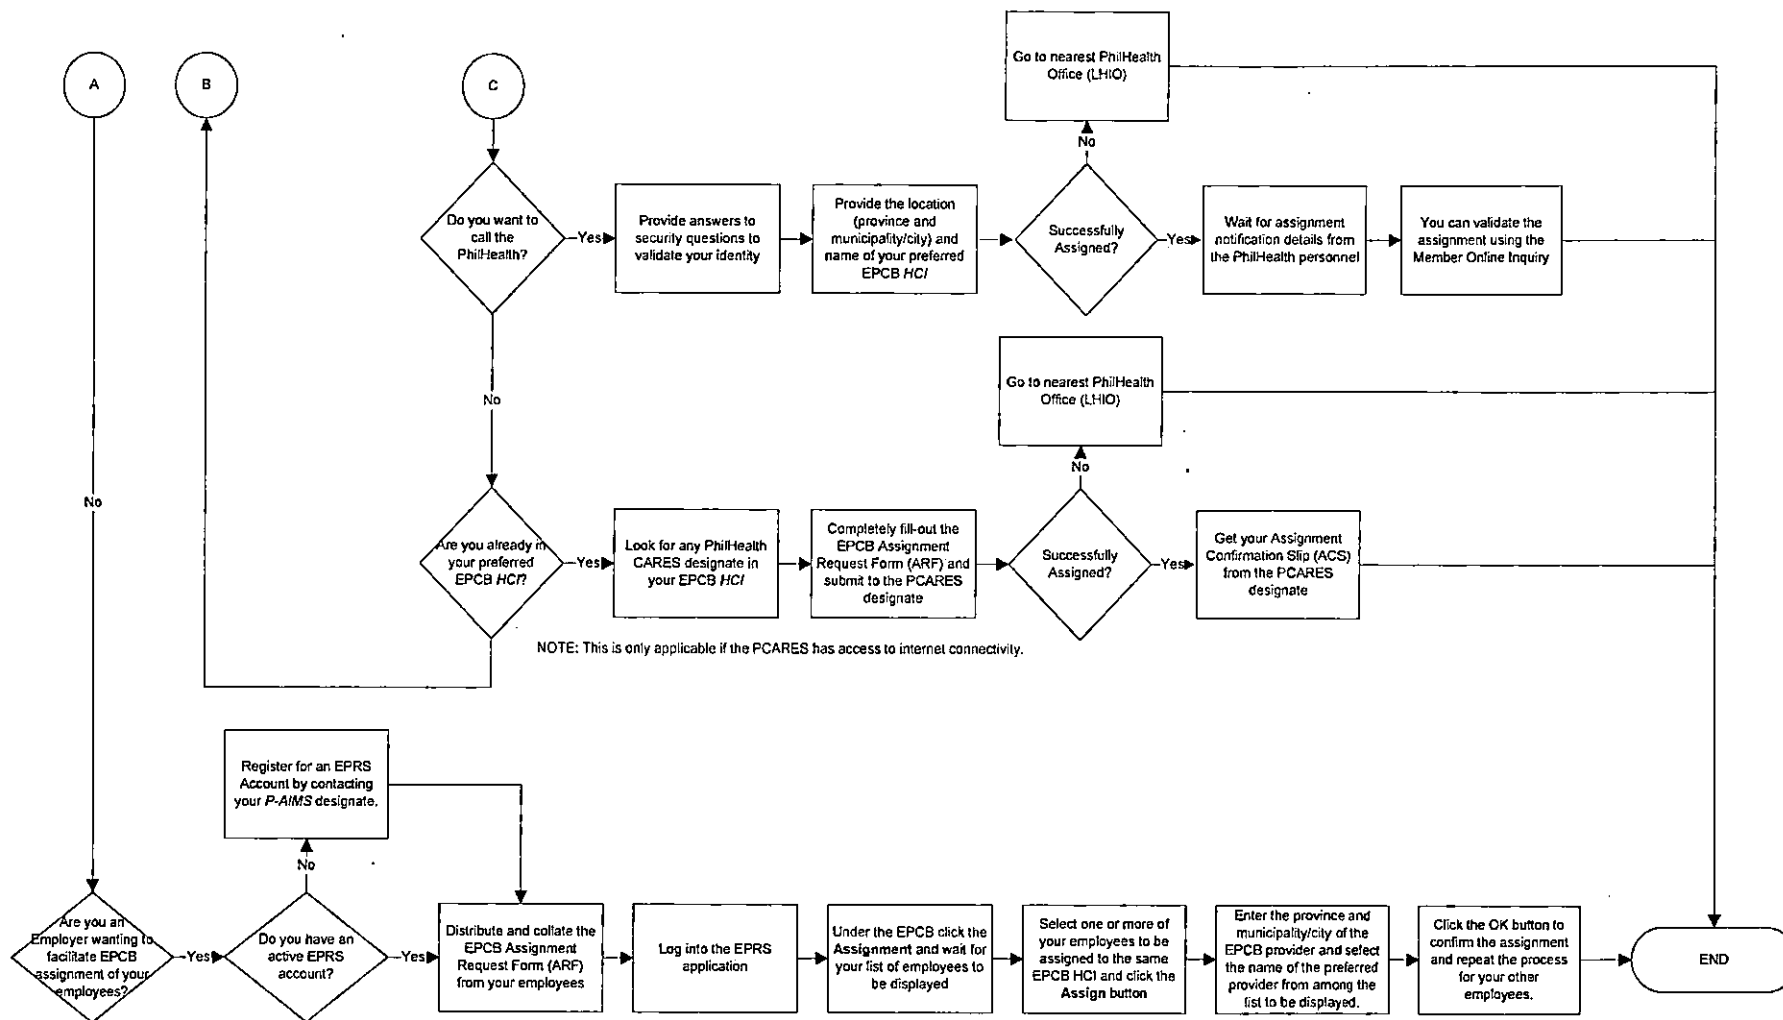 A
B
C
Go to nearest PhilHealth
Office (LHIO)
No
Do you want to
call the
PhilHealth?
Yes
Provide answers to
security questions to
validate your identity
Provide the location
(province and
municipality/city) and
name of your preferred
EPCB HCI
Successfully
Assigned?
Yes
Wait for assignment
notification details from
the PhilHealth personnel
You can validate the
assignment using the
Member Online Inquiry
No
Go to nearest PhilHealth
Office (LHIO)
No
No
Are you already in
your preferred
EPCB HCI?
Yes
Look for any PhilHealth
CARES designate in
your EPCB HCI
Completely fill-out the
EPCB Assignment
Request Form (ARF) and
submit to the PCARES
designate
Successfully
Assigned?
Yes
Get your Assignment
Confirmation Slip (ACS)
from the PCARES
designate
NOTE: This is only applicable if the PCARES has access to internet connectivity.
Register for an EPRS
Account by contacting
your P-AIMS designate.
No
Are you an
Employer wanting to
facilitate EPCB
assignment of your
employees?
Yes
Do you have an
active EPRS
account?
Yes
Distribute and collate the
EPCB Assignment
Request Form (ARF)
from your employees
Log into the EPRS
application
Under the EPCB click the
Assignment and wait for
your list of employees to
be displayed
Select one or more of
your employees to be
assigned to the same
EPCB HCI and click the
Assign button
Enter the province and
municipality/city of the
EPCB provider and select
the name of the preferred
provider from among the
list to be displayed.
Click the OK button to
confirm the assignment
and repeat the process
for your other
employees.
END